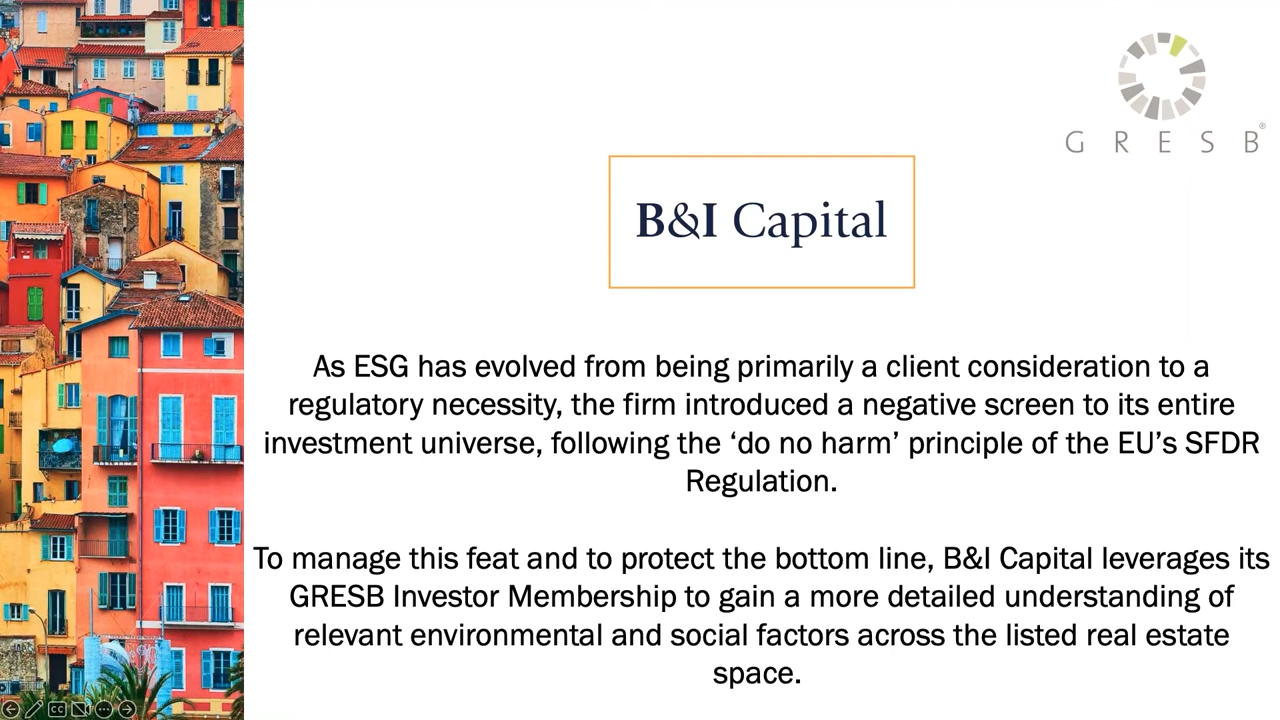 GRESB®
B&I Capital
As ESG has evolved from being primarily a client consideration to a
regulatory necessity, the firm introduced a negative screen to its entire
investment universe, following the ‘do no harm’ principle of the EU’s SFDR
Regulation.
To manage this feat and to protect the bottom line, B&I Capital leverages its
GRESB Investor Membership to gain a more detailed understanding of
relevant environmental and social factors across the listed real estate
space.
CC